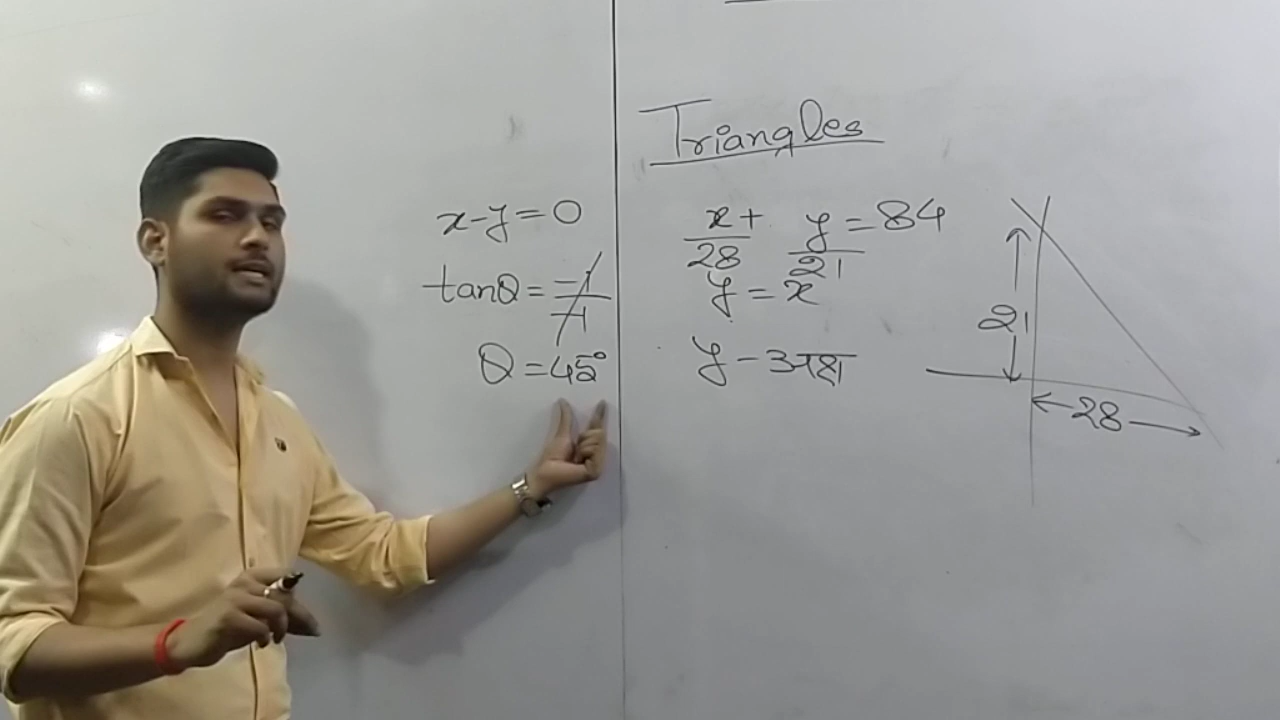 Triangles
x-y=0
tanθ=-1/-1
θ=45°
x/28 + y/21 =84
y=x
y-अक्ष
21
28